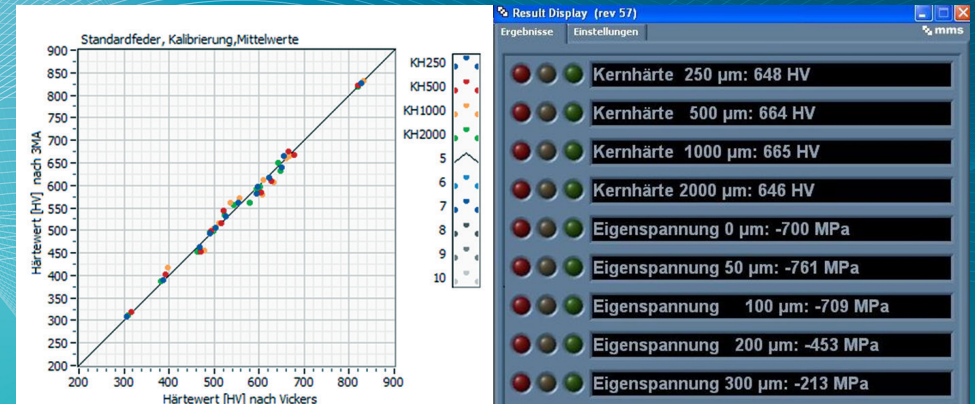 Standardfeder, Kalibrierung,Mittelwerte
900
850
800
750
700
650
600
550
500
450
400
350
300
250
200
Härtewert [HV] nach 3MA
200 300 400 500 600 700 800 900
Härtewert [HV] nach Vickers
KH250
KH500
KH1000
KH2000
5
6
7
8
9
10
Result Display (rev 57)
Ergebnisse Einstellungen mms
Kernhärte 250 µm: 648 HV
Kernhärte 500 µm: 664 HV
Kernhärte 1000 µm: 665 HV
Kernhärte 2000 µm: 646 HV
Eigenspannung 0 µm: -700 MPa
Eigenspannung 50 µm: -761 MPa
Eigenspannung 100 µm: -709 MPa
Eigenspannung 200 µm: -453 MPa
Eigenspannung 300 µm: -213 MPa